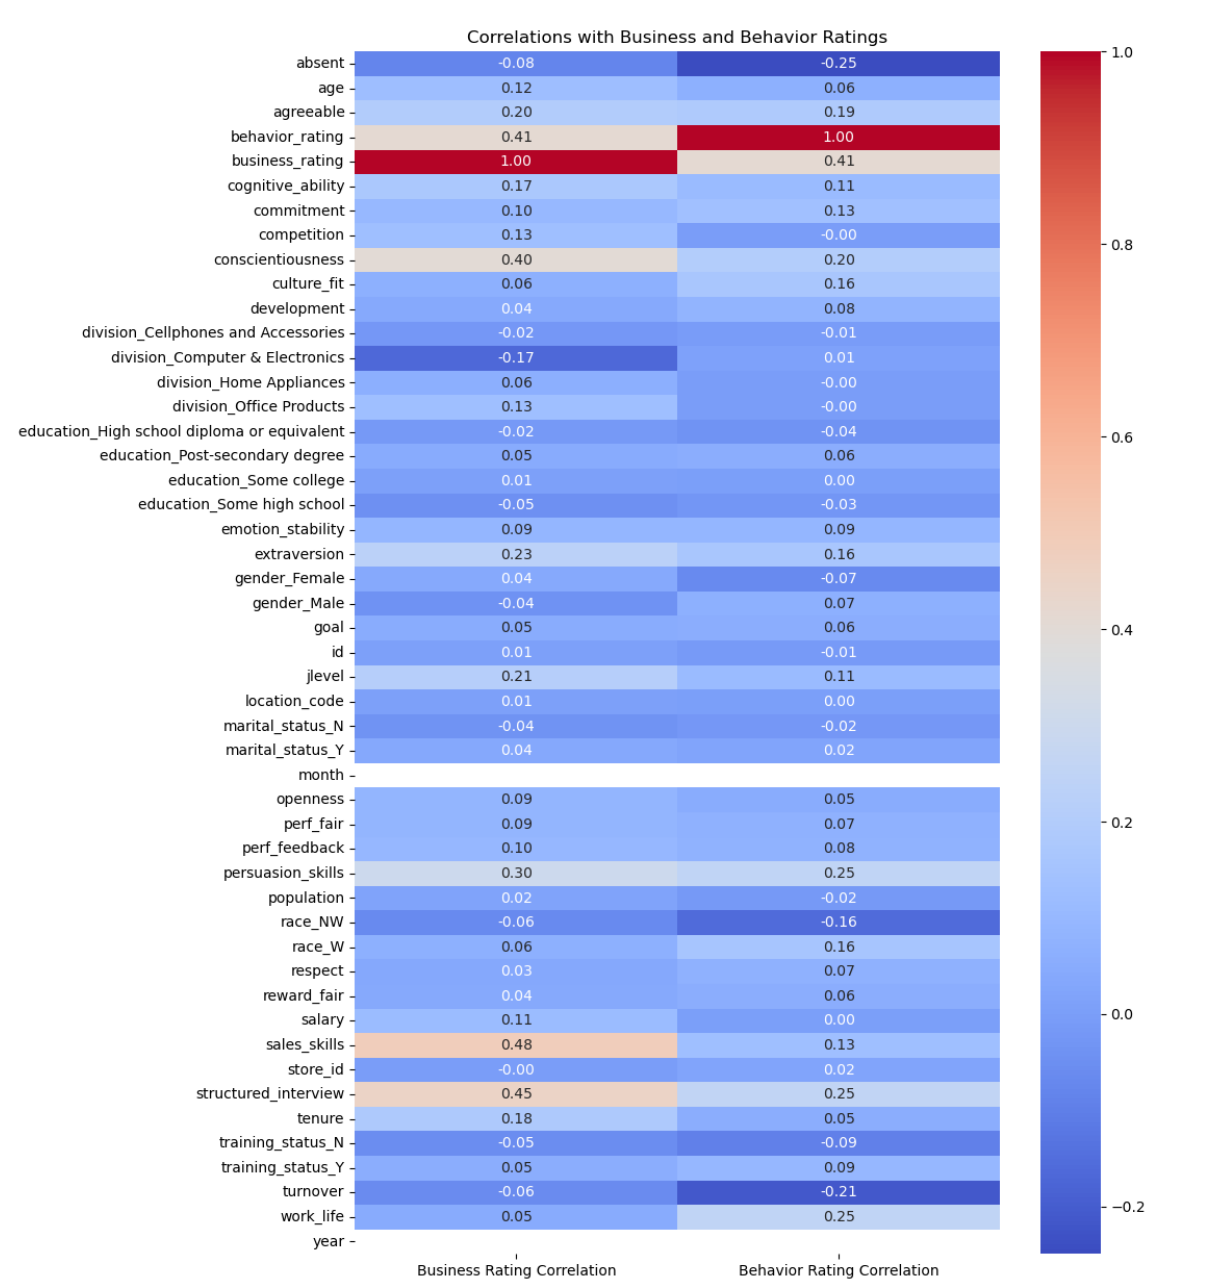 Correlations with Business and Behavior Ratings
absent -0.08 -0.25 1.0
age 0.12 0.06
agreeable 0.20 0.19
behavior_rating 0.41 1.00
business_rating 1.00 0.41
cognitive_ability 0.17 0.11
commitment 0.10 0.13
competition 0.13 -0.00 0.8
conscientiousness 0.40 0.20
culture_fit 0.06 0.16
development 0.04 0.08
division_Cellphones and Accessories -0.02 -0.01
division_Computer & Electronics -0.17 0.01
division_Home Appliances 0.06 -0.00
division_Office Products 0.13 -0.00
education_High school diploma or equivalent -0.02 -0.04 0.6
education_Post-secondary degree 0.05 0.06
education_Some college 0.01 0.00
education_Some high school -0.05 -0.03
emotion_stability 0.09 0.09
extraversion 0.23 0.16
gender_Female 0.04 -0.07
gender_Male -0.04 0.07
goal 0.05 0.06 0.4
id 0.01 -0.01
jlevel 0.21 0.11
location_code 0.01 0.00
marital_status_N -0.04 -0.02
marital_status_Y 0.04 0.02
month
openness 0.09 0.05
perf_fair 0.09 0.07 0.2
perf_feedback 0.10 0.08
persuasion_skills 0.30 0.25
population 0.02 -0.02
race_NW -0.06 -0.16
race_W 0.06 0.16
respect 0.03 0.07
reward_fair 0.04 0.06
salary 0.11 0.00 0.0
sales_skills 0.48 0.13
store_id -0.00 0.02
structured_interview 0.45 0.25
tenure 0.18 0.05
training_status_N -0.05 -0.09
training_status_Y 0.05 0.09
turnover -0.06 -0.21
work_life 0.05 0.25 −0.2
year
Business Rating Correlation Behavior Rating Correlation